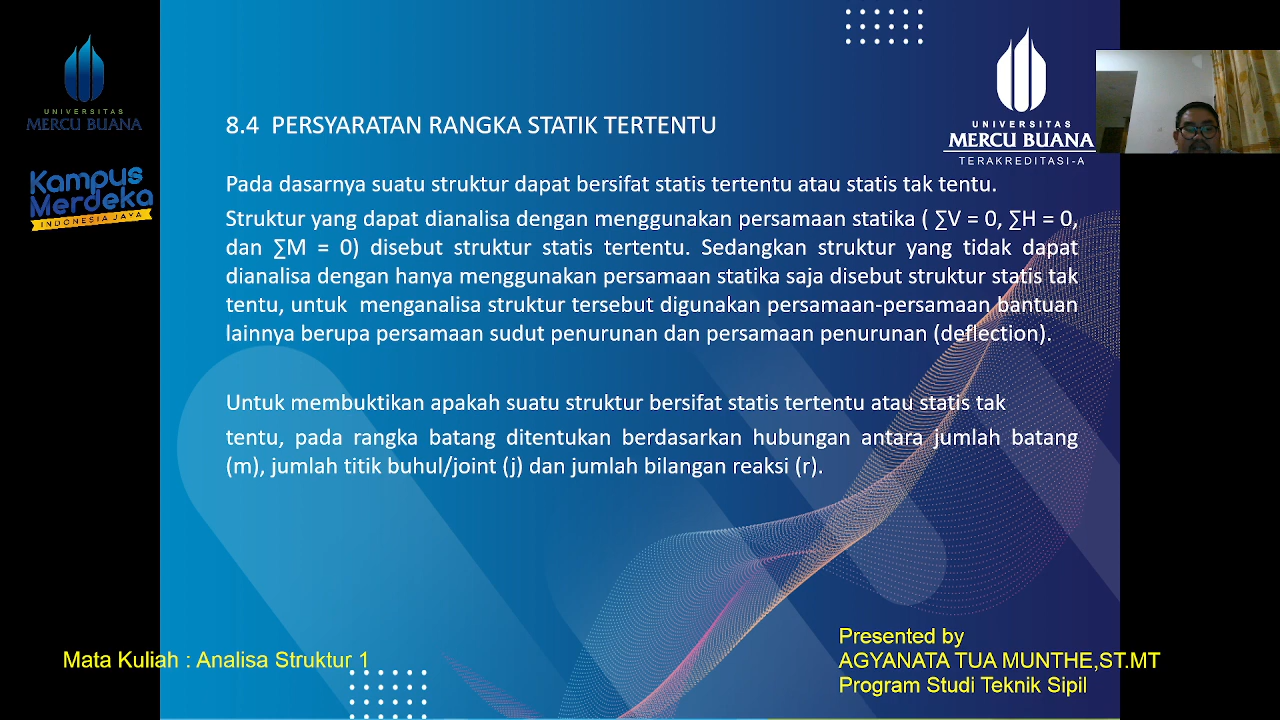 UNIVERSITAS
MERCU BUANA
Kampus
Merdeka
INDONESIA JAYA
UNIVERSITAS
MERCU BUANA
TERAKREDITASI-A
8.4 PERSYARATAN RANGKA STATIK TERTENTU
Pada dasarnya suatu struktur dapat bersifat statis tertentu atau statis tak tentu.
Struktur yang dapat dianalisa dengan menggunakan persamaan statika ( ∑V = 0, ∑H = 0,
dan ∑M = 0) disebut struktur statis tertentu. Sedangkan struktur yang tidak dapat
dianalisa dengan hanya menggunakan persamaan statika saja disebut struktur statis tak
tentu, untuk menganalisa struktur tersebut digunakan persamaan-persamaan bantuan
lainnya berupa persamaan sudut penurunan dan persamaan penurunan (deflection).
Untuk membuktikan apakah suatu struktur bersifat statis tertentu atau statis tak
tentu, pada rangka batang ditentukan berdasarkan hubungan antara jumlah batang
(m), jumlah titik buhul/joint (j) dan jumlah bilangan reaksi (r).
Mata Kuliah : Analisa Struktur 1
Presented by
AGYANATA TUA MUNTHE,ST.MT
Program Studi Teknik Sipil